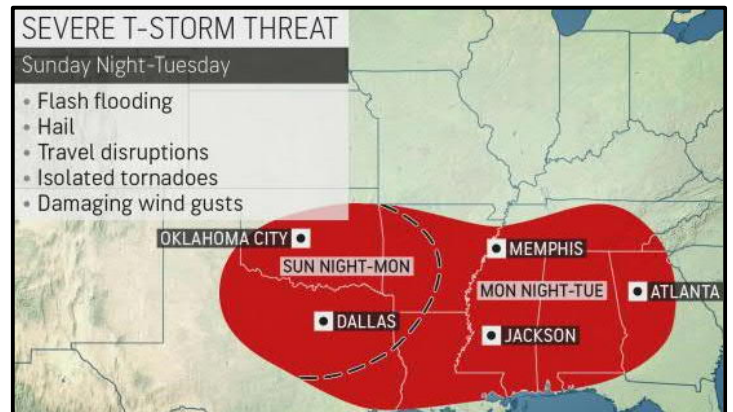 SEVERE T-STORM THREAT
Sunday Night-Tuesday
• Flash flooding
• Hail
• Travel disruptions
• Isolated tornadoes
• Damaging wind gusts
OKLAHOMA CITY
MEMPHIS
SUN NIGHT-MON
MON NIGHT-TUE
ATLANTA
DALLAS
JACKSON